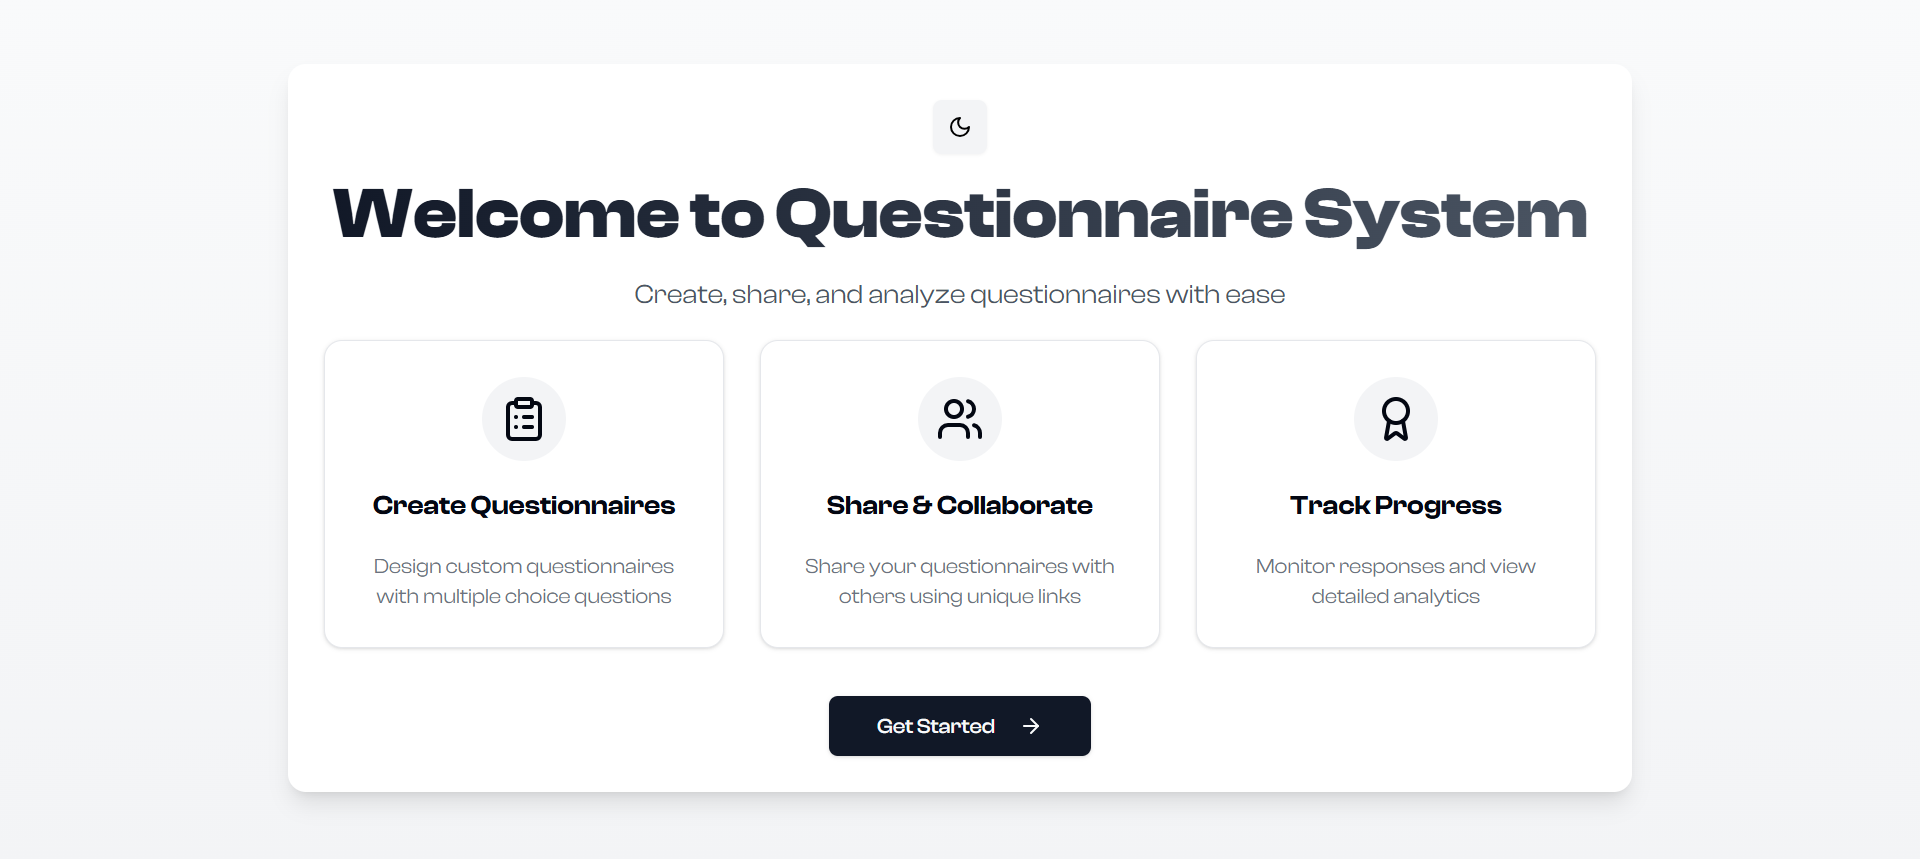 Welcome to Questionnaire System
Create, share, and analyze questionnaires with ease
Create Questionnaires
Design custom questionnaires
with multiple choice questions
Share & Collaborate
Share your questionnaires with
others using unique links
Track Progress
Monitor responses and view
detailed analytics
Get Started